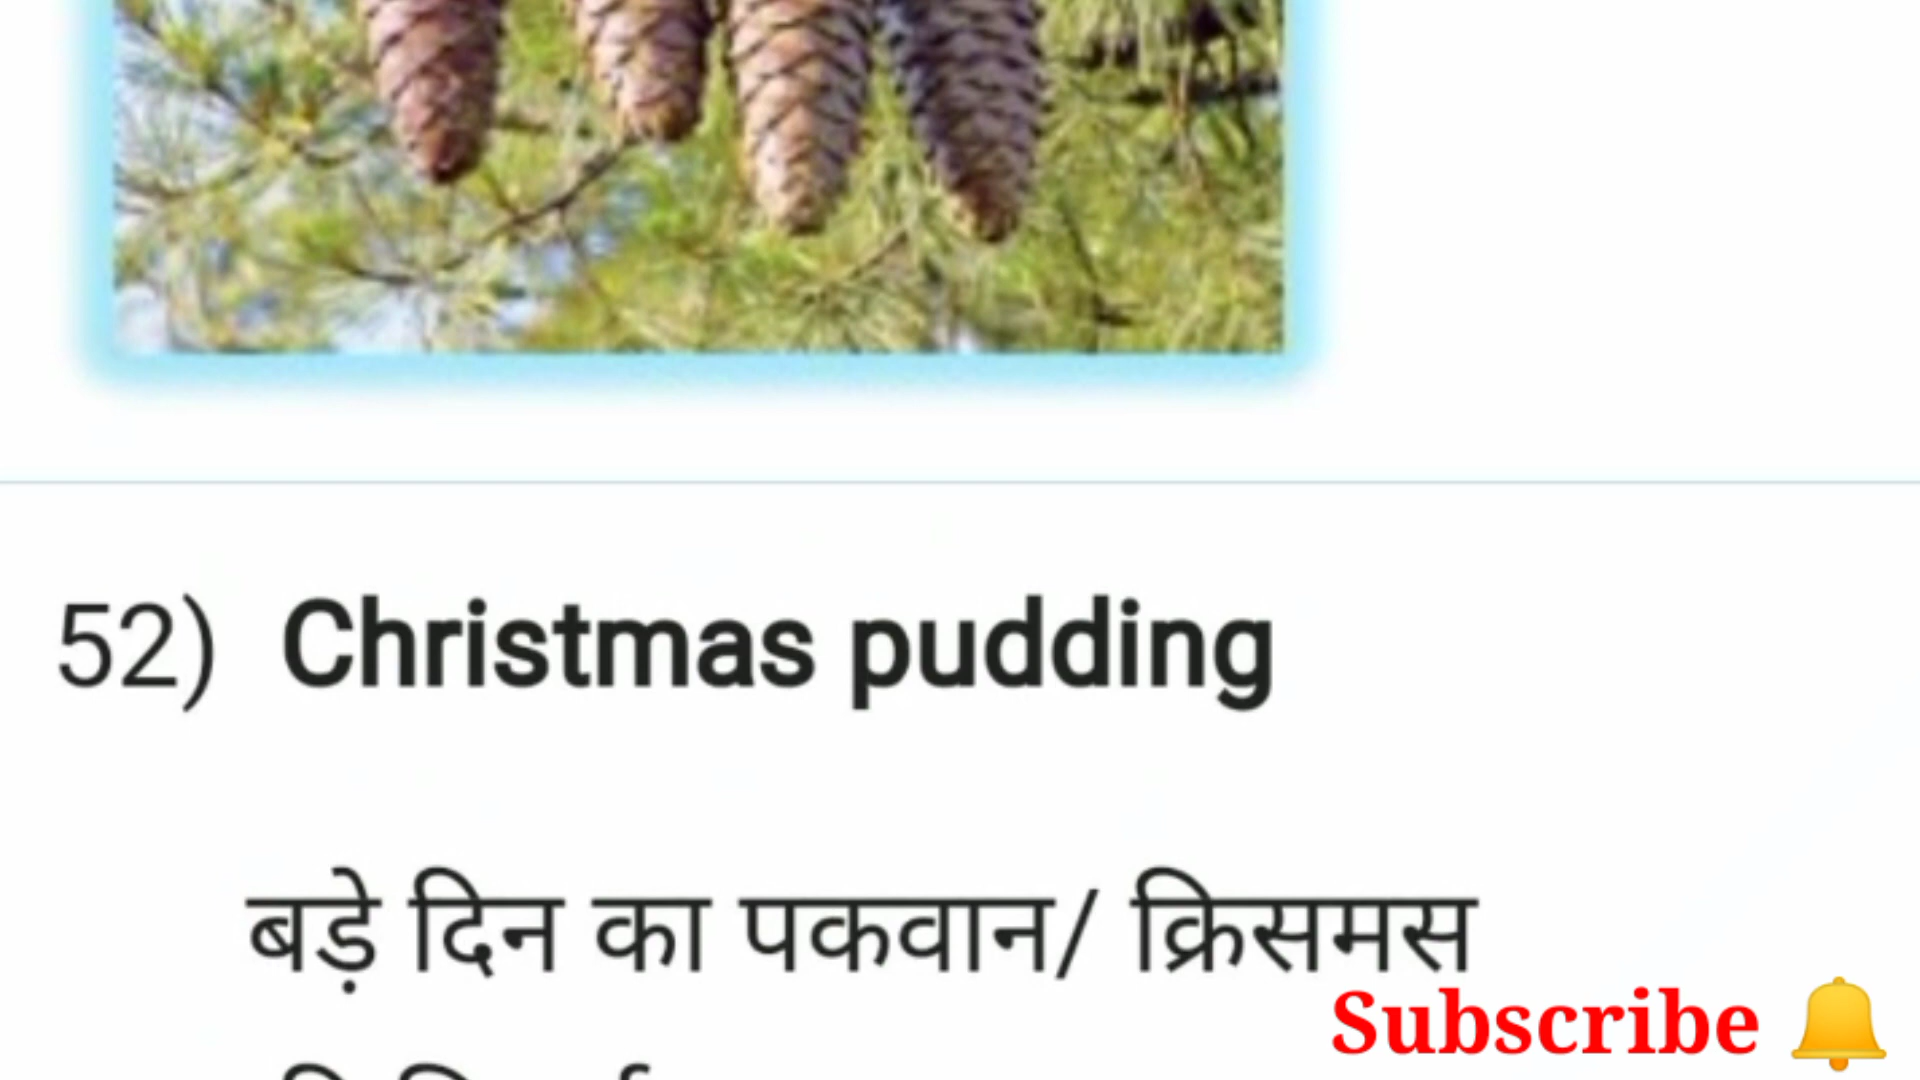 52) Christmas pudding
बड़े दिन का पकवान/ क्रिसमस
Subscribe